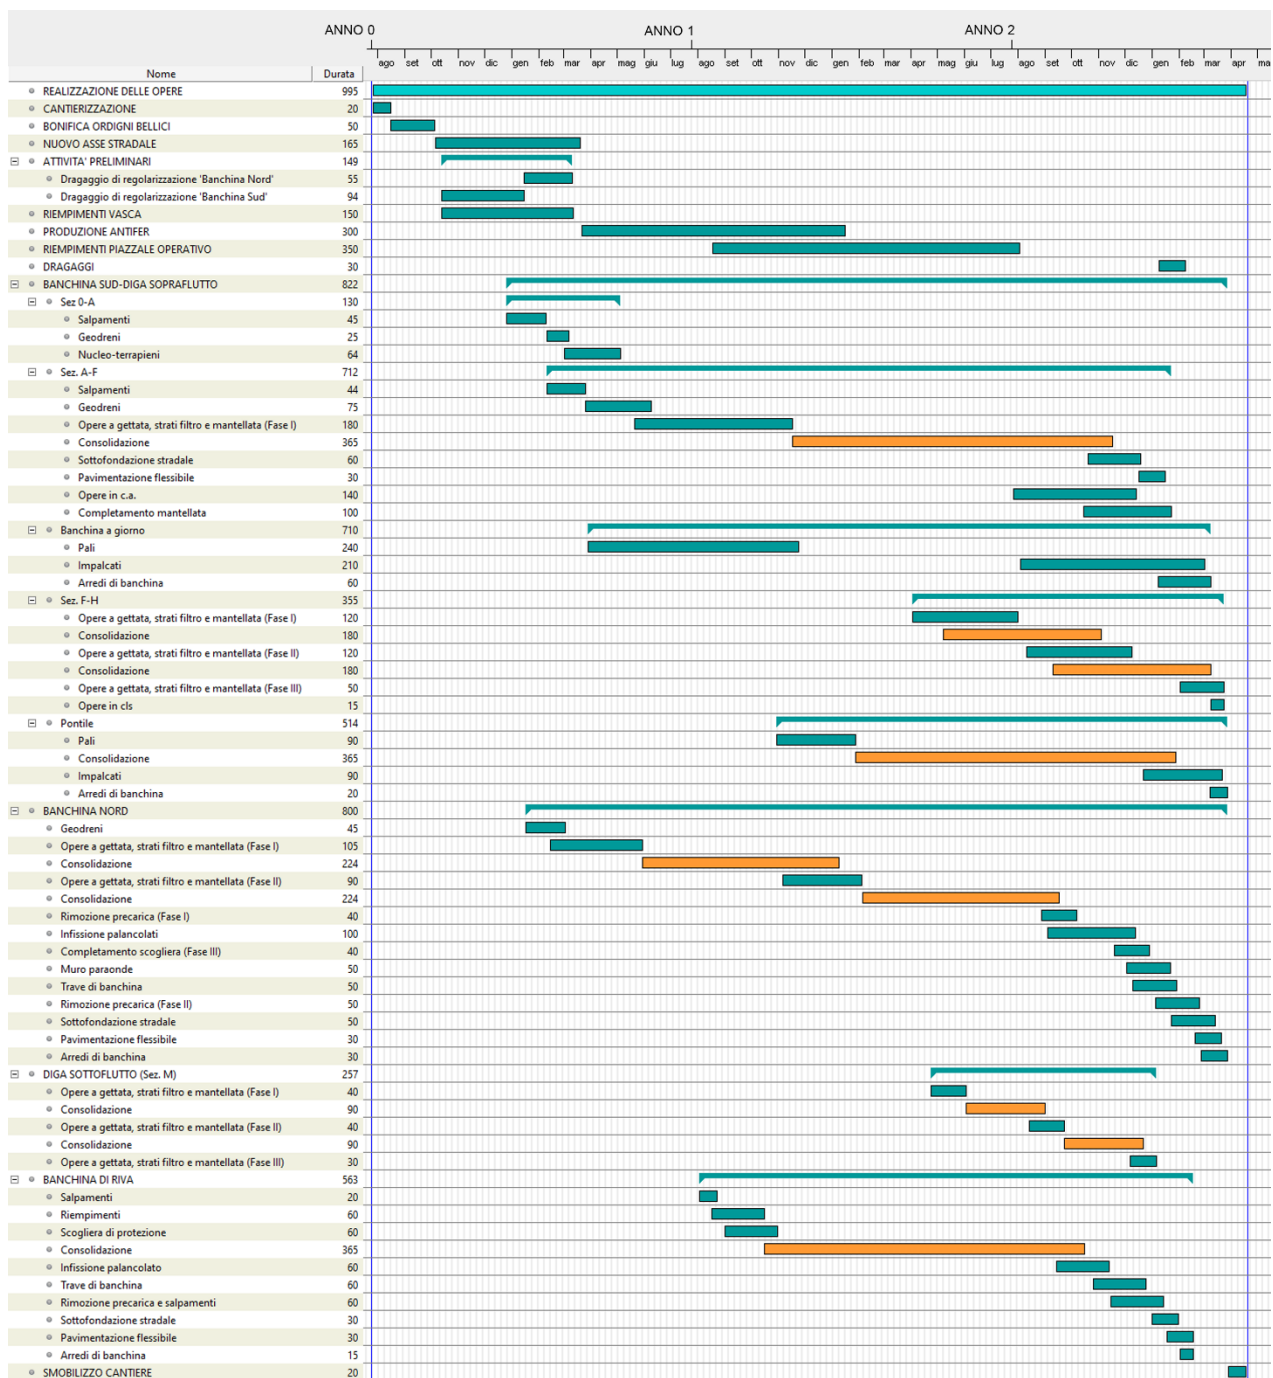 ANNO 0 ANNO 1 ANNO 2
ago set ott nov dic gen feb mar apr mag giu lug ago set ott nov gen feb mar apr mag giu lug ago set ott nov dic gen feb mar apr ma
Nome Durata
REALIZZAZIONE DELLE OPERE 995
CANTIERIZZAZIONE 20
BONIFICA ORDIGNI BELLICI 50
NUOVO ASSE STRADALE 165
ATTIVITA' PRELIMINARI 149
Dragaggio di regolarizzazione 'Banchina Nord' 55
Dragaggio di regolarizzazione 'Banchina Sud' 94
RIEMPIMENTI VASCA 150
PRODUZIONE ANTIFER 300
RIEMPIMENTI PIAZZALE OPERATIVO 350
DRAGAGGI 30
BANCHINA SUD-DIGA SOPRAFLUTTO 822
Sez 0-A 130
Salpamenti 45
Geodreni 25
Nucleo-terrapieni 64
Sez. A-F 712
Salpamenti 44
Geodreni 75
Opere a gettata, strati filtro e mantellata (Fase I) 180
Consolidazione 365
Sottofondazione stradale 60
Pavimentazione flessibile 30
Opere in c.a. 140
Completamento mantellata 100
Banchina a giorno 710
Pali 240
Impalcati 210
Arredi di banchina 60
Sez. F-H 355
Opere a gettata, strati filtro e mantellata (Fase I) 120
Consolidazione 180
Opere a gettata, strati filtro e mantellata (Fase II) 120
Consolidazione 180
Opere a gettata, strati filtro e mantellata (Fase III) 50
Opere in cls 15
Pontile 514
Pali 90
Consolidazione 365
Impalcati 90
Arredi di banchina 20
BANCHINA NORD 800
Geodreni 45
Opere a gettata, strati filtro e mantellata (Fase I) 105
Consolidazione 224
Opere a gettata, strati filtro e mantellata (Fase II) 90
Consolidazione 224
Rimozione precarica (Fase I) 40
Infissione palancolati 100
Completamento scogliera (Fase III) 40
Muro paraonde 50
Trave di banchina 50
Rimozione precarica (Fase II) 50
Sottofondazione stradale 50
Pavimentazione flessibile 30
Arredi di banchina 30
DIGA SOTTOFLUTTO (Sez. M) 257
Opere a gettata, strati filtro e mantellata (Fase I) 40
Consolidazione 90
Opere a gettata, strati filtro e mantellata (Fase II) 40
Consolidazione 90
Opere a gettata, strati filtro e mantellata (Fase III) 30
BANCHINA DI RIVA 563
Salpamenti 20
Riempimenti 60
Scogliera di protezione 60
Consolidazione 365
Infissione palancolato 60
Trave di banchina 60
Rimozione precarica e salpamenti 60
Sottofondazione stradale 30
Pavimentazione flessibile 30
Arredi di banchina 15
SMOBILIZZO CANTIERE 20